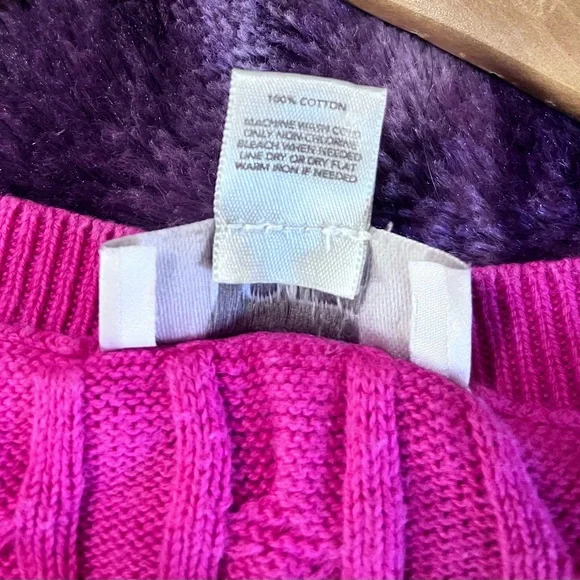 100% COTTON
MACHINE WASH COLD
ONLY NON-CHLORINE
BLEACH WHEN NEEDED
LINE DRY OR DRY FLAT
WARM IRON IF NEEDED